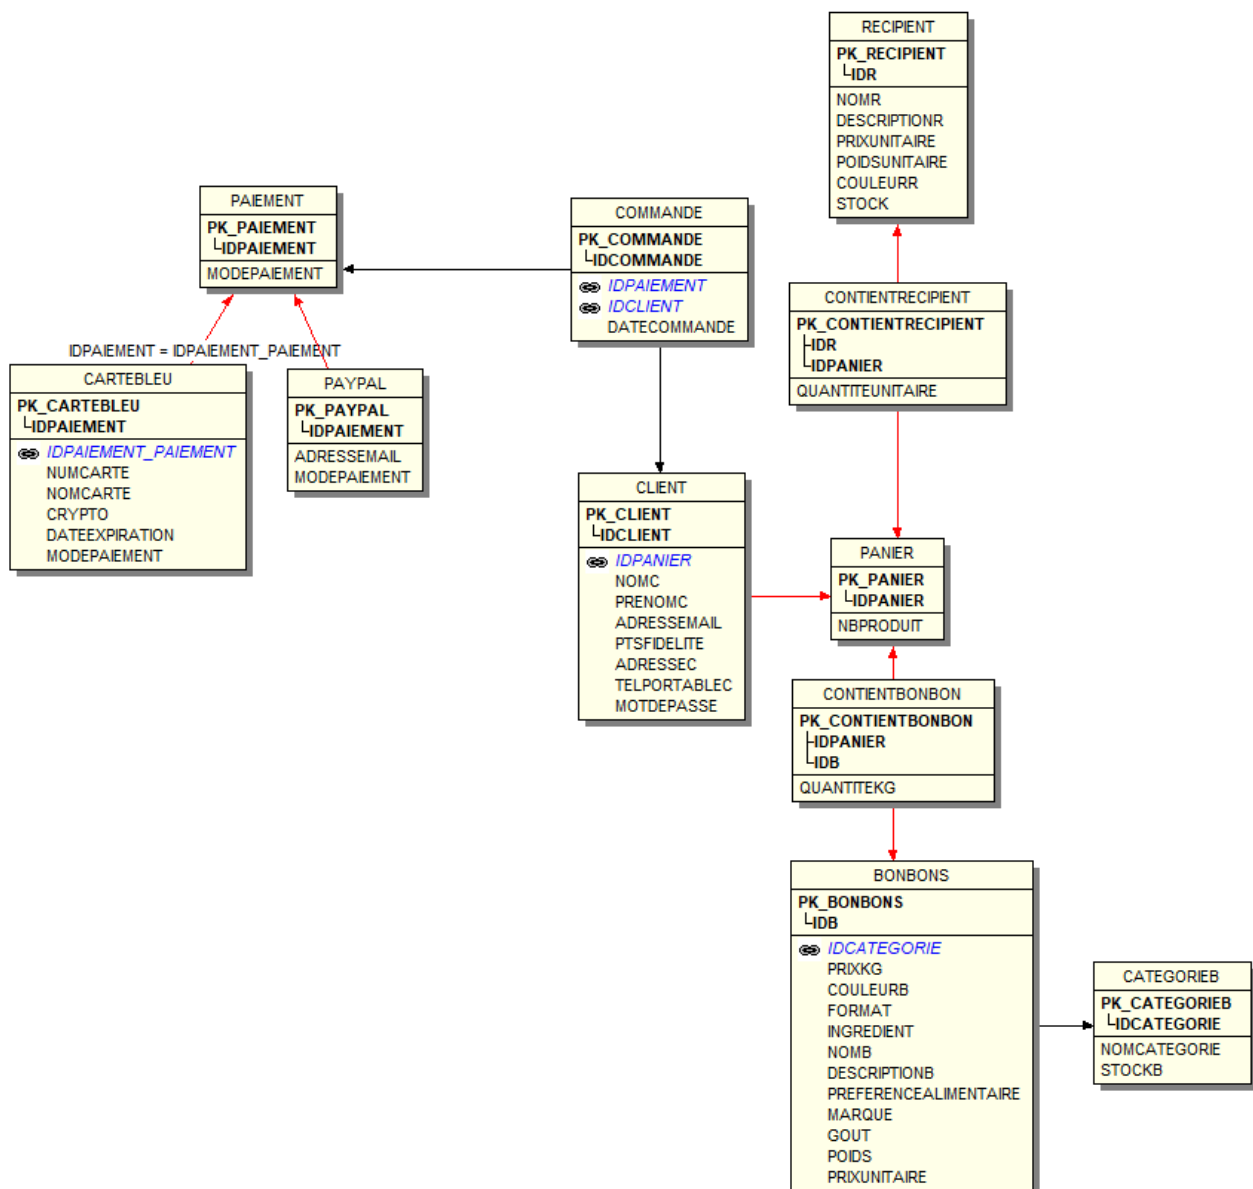 RECIPIENT
PK_RECIPIENT
IDR
NOMR
DESCRIPTIONR
PRIXUNITAIRE
POIDSUNITAIRE
COULEURR
STOCK
PAIEMENT
PK_PAIEMENT
IDPAIEMENT
MODEPAIEMENT
COMMANDE
PK_COMMANDE
IDCOMMANDE
IDPAIEMENT
IDCLIENT
DATECOMMANDE
CONTIENTRECIPIENT
PK_CONTIENTRECIPIENT
IDR
IDPANIER
QUANTITEUNITAIRE
IDPAIEMENT = IDPAIEMENT_PAIEMENT
CARTEBLEU
PK_CARTEBLEU
IDPAIEMENT
IDPAIEMENT_PAIEMENT
NUMCARTE
NOMCARTE
CRYPTO
DATEEXPIRATION
MODEPAIEMENT
PAYPAL
PK_PAYPAL
IDPAIEMENT
ADRESSEMAIL
MODEPAIEMENT
CLIENT
PK_CLIENT
IDCLIENT
IDPANIER
NOMC
PRENOMC
ADRESSEMAIL
PTSFIDELITE
ADRESSEC
TELPORTABLEC
MOTDEPASSE
PANIER
PK_PANIER
IDPANIER
NBPRODUIT
CONTIENTBONBON
PK_CONTIENTBONBON
IDPANIER
IDB
QUANTITEKG
BONBONS
PK_BONBONS
IDB
IDCATEGORIE
PRIXKG
COULEURB
FORMAT
INGREDIENT
NOMB
DESCRIPTIONB
PREFERENCEALIMENTAIRE
MARQUE
GOUT
POIDS
PRIXUNITAIRE
CATEGORIEB
PK_CATEGORIEB
IDCATEGORIE
NOMCATEGORIE
STOCKB